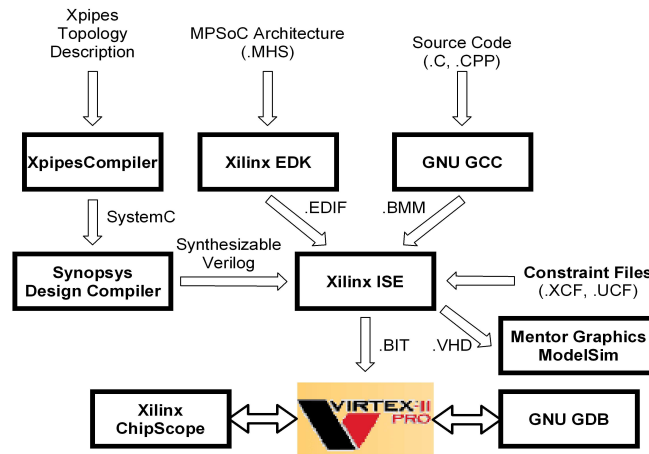 Xpipes
Topology
Description
MPSoC Architecture
(.MHS)
Source Code
(.C, .CPP)
XpipesCompiler
Xilinx EDK
GNU GCC
SystemC
.EDIF
.BMM
Synthesizable
Verilog
Synopsys
Design Compiler
Xilinx ISE
Constraint Files
(.XCF, .UCF)
.BIT
.VHD
Mentor Graphics
ModelSim
Xilinx
ChipScope
VIRTEX-II
PRO
GNU GDB